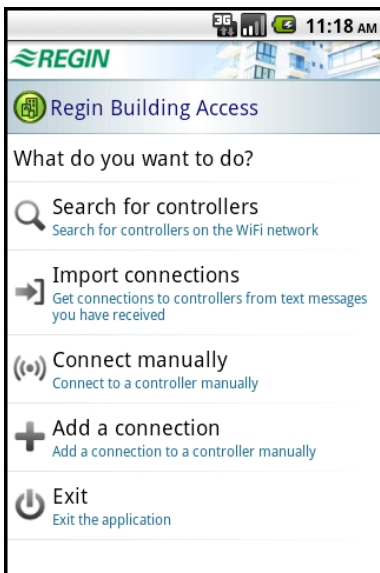 3G 11:18 AM
REGIN
Regin Building Access
What do you want to do?
Search for controllers
Search for controllers on the WiFi network
Import connections
Get connections to controllers from text messages
you have received
Connect manually
Connect to a controller manually
Add a connection
Add a connection to a controller manually
Exit
Exit the application